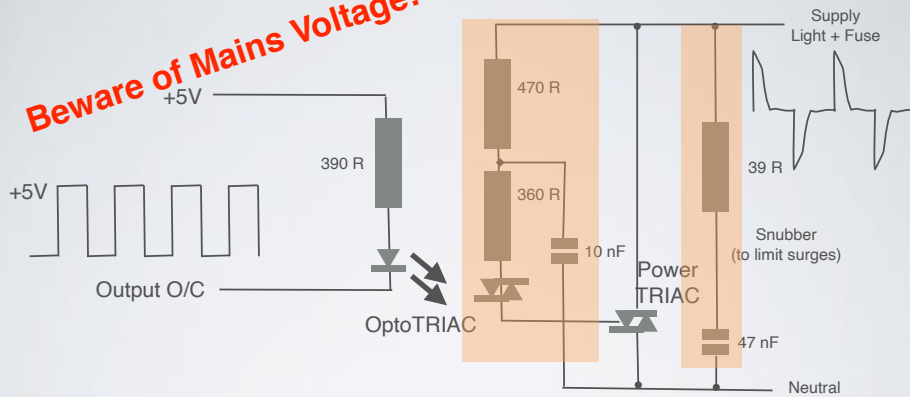 Beware of Mains Voltage!
Supply
Light + Fuse
+5V
470 R
390 R
39 R
+5V
360 R
10 nF
Snubber
(to limit surges)
Power
TRIAC
Output O/C
OptoTRIAC
47 nF
Neutral